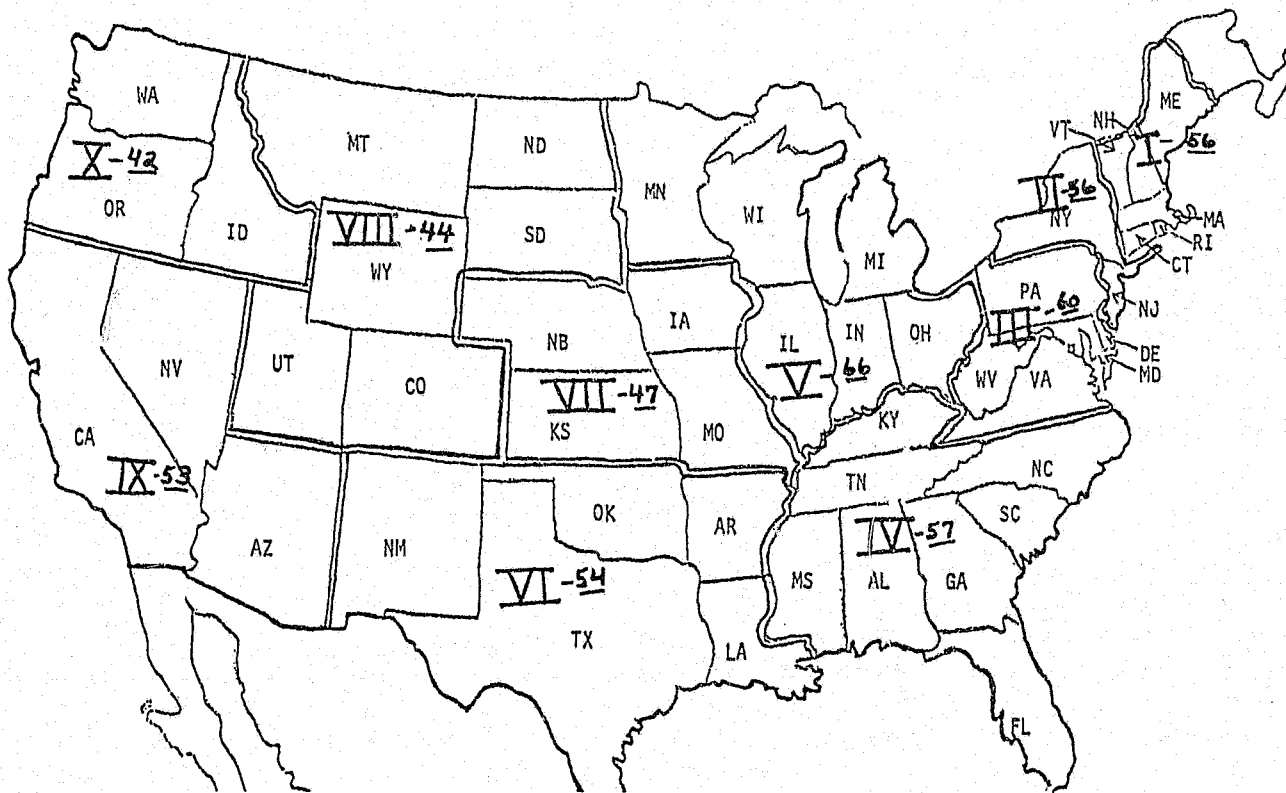 WA
MT
ND
MN
VT
NH
ME
X-42
I-56
OR
ID
VIII-44
WY
SD
WI
MI
II-56
NY
MA
RI
CT
NB
IA
IL
IN
OH
PA
III-60
NJ
DE
MD
NV
UT
CO
VII-47
KS
MO
V-66
WV
VA
KY
CA
IX-53
AZ
NM
OK
AR
TN
NC
SC
VI-54
TX
LA
MS
IV-57
AL
GA
FL